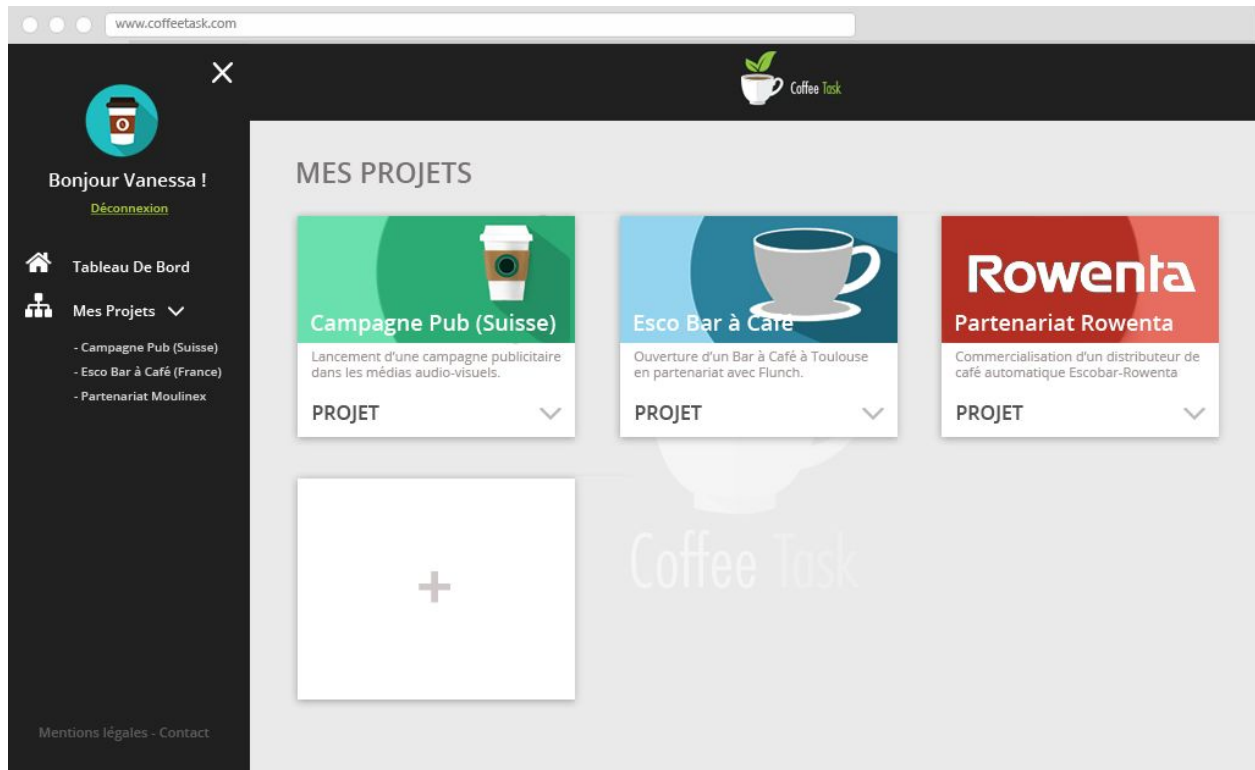 www.coffeetask.com
Coffee Task
Bonjour Vanessa !
Déconnexion
Tableau De Bord
Mes Projets
- Campagne Pub (Suisse)
- Esco Bar à Café (France)
- Partenariat Moulinex
Mentions légales - Contact
MES PROJETS
Campagne Pub (Suisse)
Lancement d'une campagne publicitaire
dans les médias audio-visuels.
PROJET
Esco Bar à Café
Ouverture d'un Bar à Café à Toulouse
en partenariat avec Flunch.
PROJET
Rowenta
Partenariat Rowenta
Commercialisation d'un distributeur de
café automatique Escobar-Rowenta
PROJET
+
Coffee Task